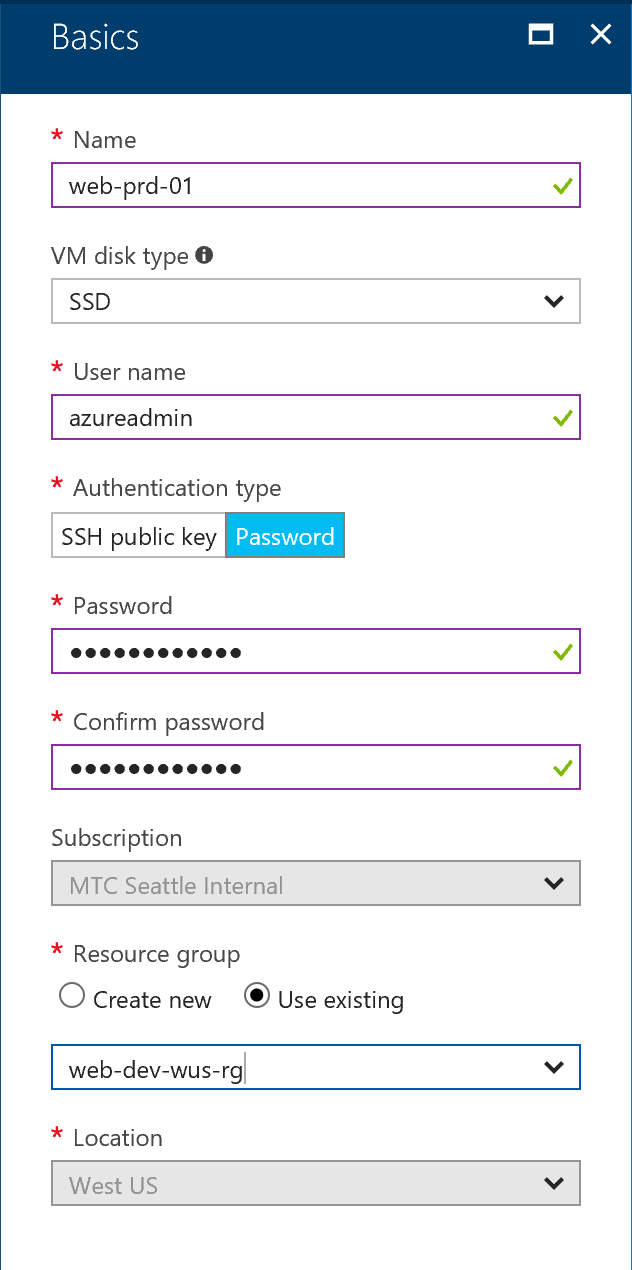 Basics
* Name
web-prd-01
VM disk type
SSD
* User name
azureadmin
* Authentication type
SSH public key Password
* Password
●●●●●●●●●●●●
* Confirm password
●●●●●●●●●●●●
Subscription
MTC Seattle Internal
* Resource group
Create new Use existing
web-dev-wus-rg
* Location
West US